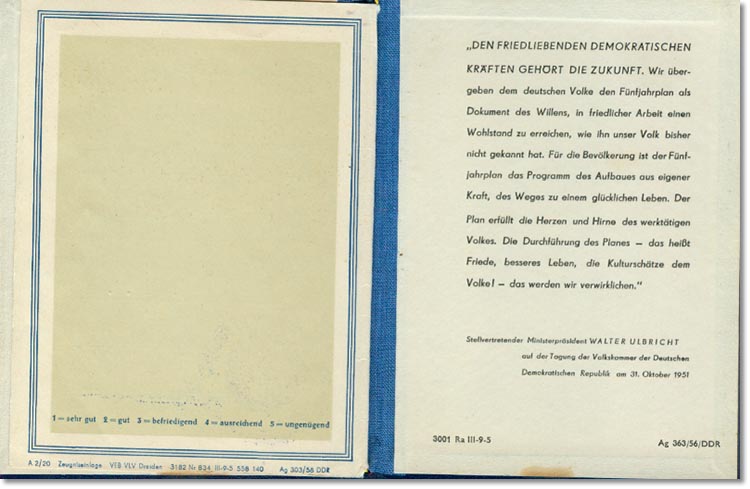 1 = sehr gut 2 = gut 3 = befriedigend 4 = ausreichend 5 = ungenügend
A 2/20 Zeugniseinlage VEB VLV Dresden 3182 Nr 834 III-9-5 558 140 Ag 303/56 DDR
„DEN FRIEDLIEBENDEN DEMOKRATISCHEN
KRÄFTEN GEHÖRT DIE ZUKUNFT. Wir über-
geben dem deutschen Volke den Fünfjahrplan als
Dokument des Willens, in friedlicher Arbeit einen
Wohlstand zu erreichen, wie ihn unser Volk bisher
nicht gekannt hat. Für die Bevölkerung ist der Fünf-
jahrplan das Programm des Aufbaues aus eigener
Kraft, des Weges zu einem glücklichen Leben. Der
Plan erfüllt die Herzen und Hirne des werktätigen
Volkes. Die Durchführung des Planes — das heißt
Friede, besseres Leben, die Kulturschätze dem
Volke! — das werden wir verwirklichen.“
Stellvertretender Ministerpräsident WALTER ULBRICHT
auf der Tagung der Volkskammer der Deutschen
Demokratischen Republik am 31. Oktober 1951
3001 Ra III-9-5 Ag 363/56/DDR